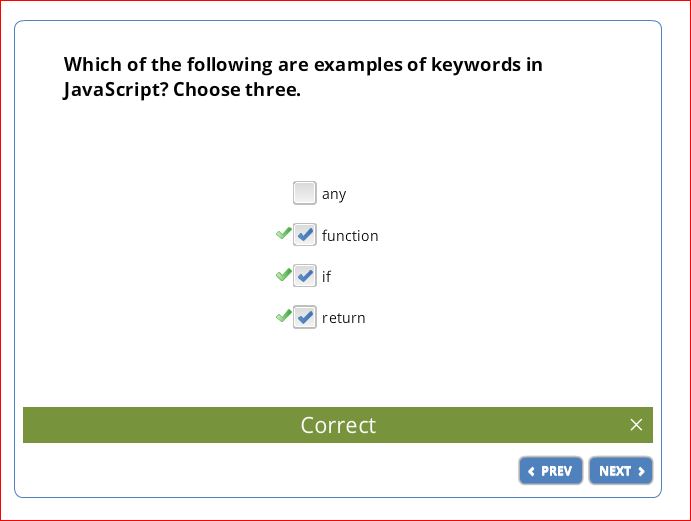 Which of the following are examples of keywords in
JavaScript? Choose three.
any
function
if
return
Correct
PREV
NEXT